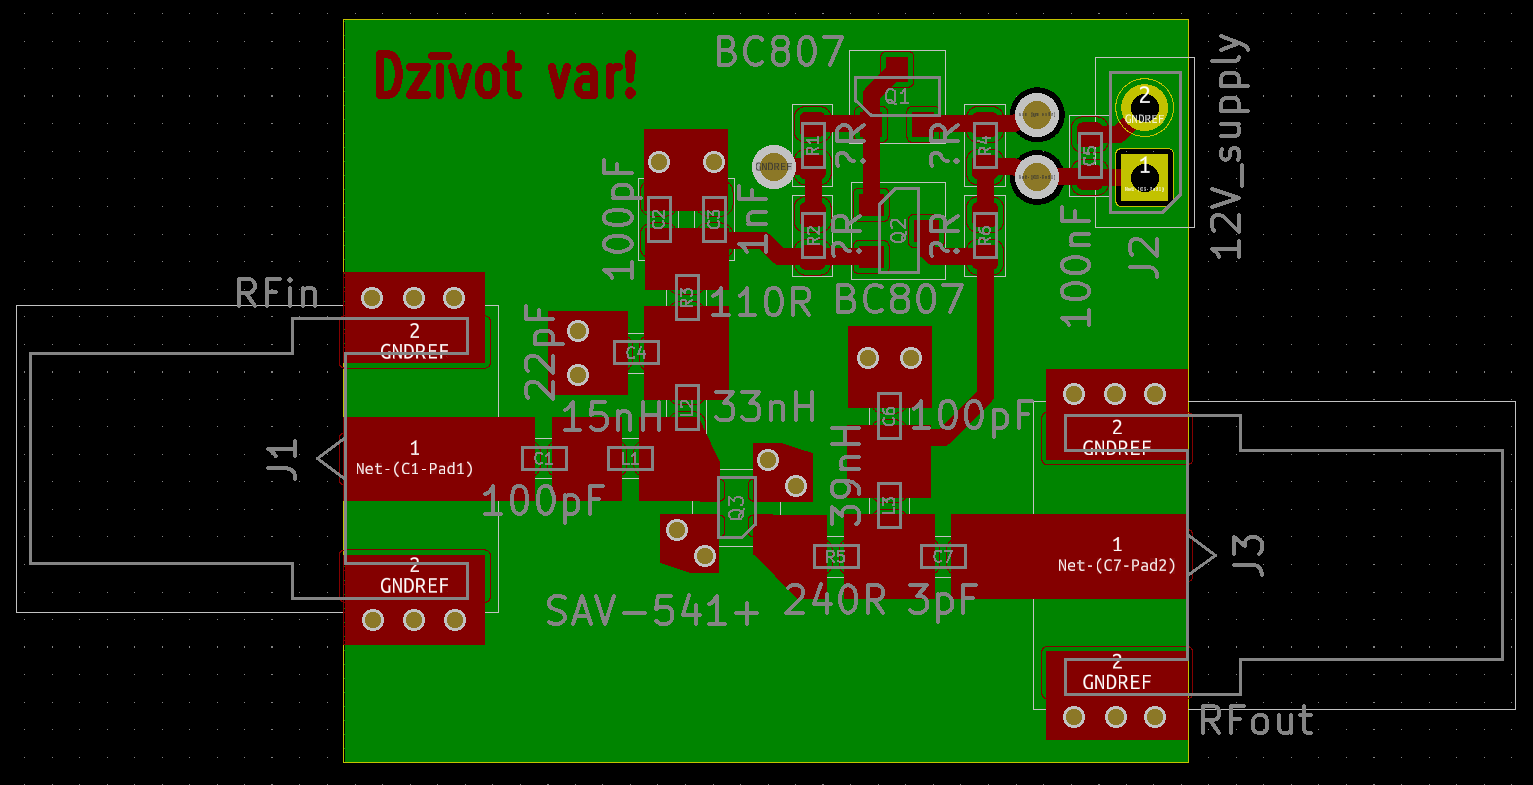 Dzīvot var!
BC807
Q1
12V_supply
2
GNDREF
R1
?R
R4
?R
C5
1
GNDREF
100pF
C2
C3
1nF
R2
?R
Q2
?R
R6
100nF
J2
RFin
R3
110R
BC807
2
GNDREF
22pF
C4
15nH
L2
33nH
C6
100pF
2
GNDREF
J1
1
Net-(C1-Pad1)
C1
L1
39nH
100pF
Q3
L3
1
Net-(C7-Pad2)
J3
R5
C7
2
GNDREF
SAV-541+
240R
3pF
2
GNDREF
RFout